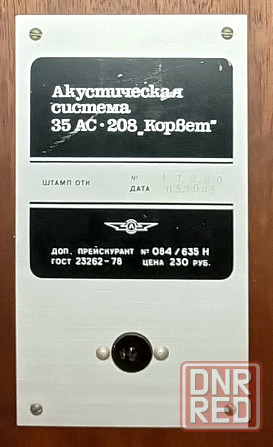 Акустическая
система
35 АС·208 „Корвет"
ШТАМП ОТК
№
ДАТА
ДОП. ПРЕЙСКУРАНТ № 084/635 Н
ГОСТ 23262-78 ЦЕНА 230 РУБ.
DNR
RED